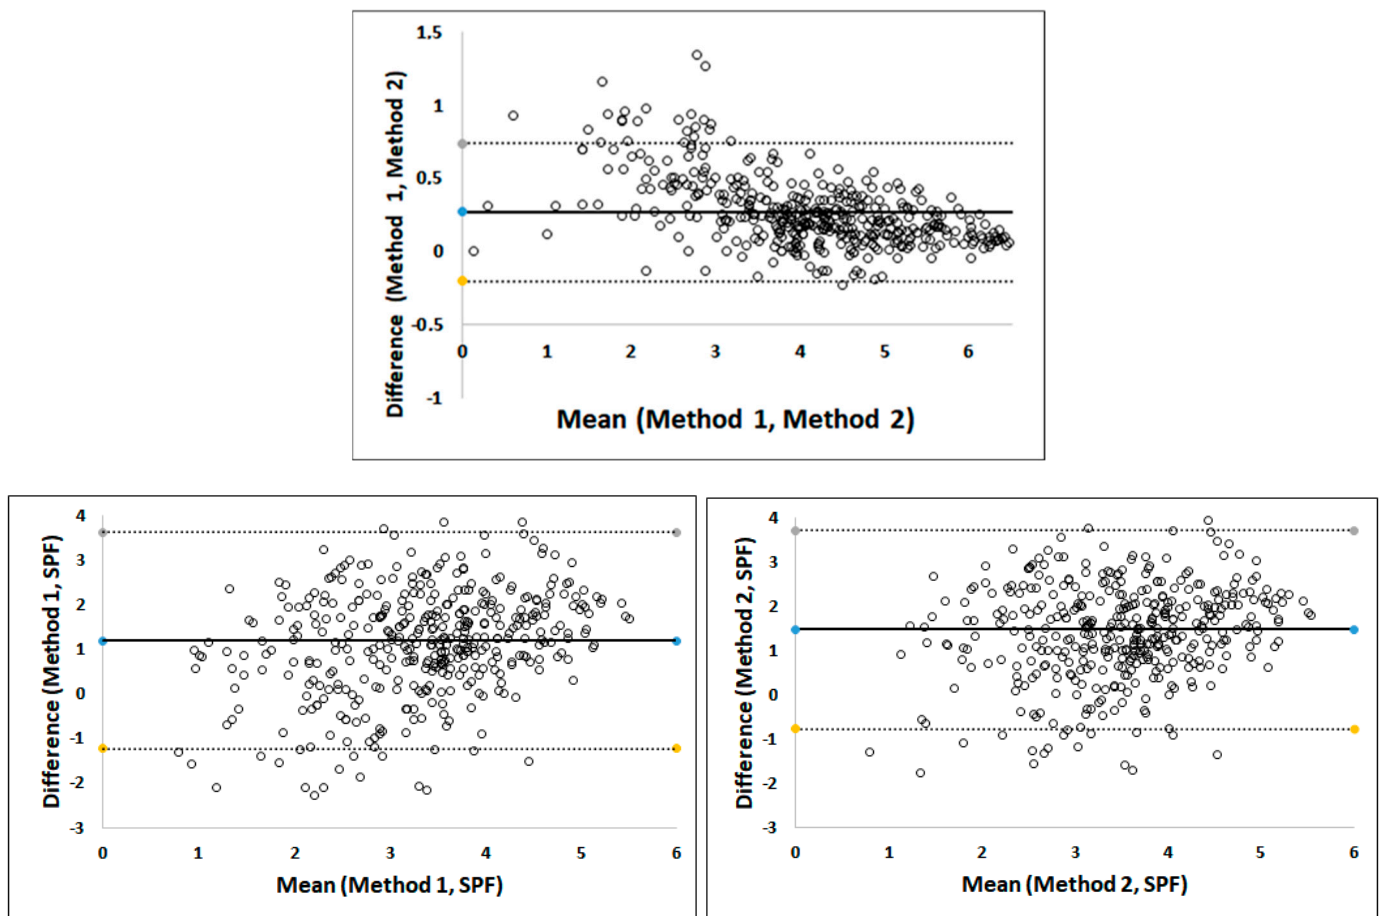 Difference (Method 1, Method 2)
1.5
1
0.5
0
-0.5
-1
0 1 2 3 4 5 6
Mean (Method 1, Method 2)
Difference (Method 1, SPF)
4
3
2
1
0
-1
-2
-3
0 1 2 3 4 5 6
Mean (Method 1, SPF)
Difference (Method 2, SPF)
4
3
2
1
0
-1
-2
-3
0 1 2 3 4 5 6
Mean (Method 2, SPF)